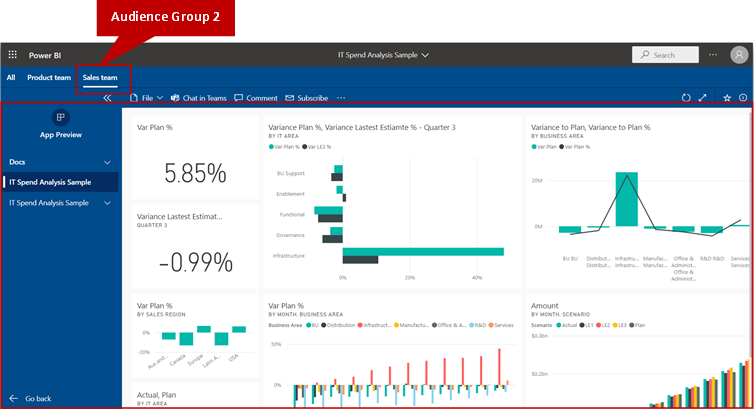 Audience Group 2
Power BI
IT Spend Analysis Sample
Search
All
Product team
Sales team
File
Chat in Teams
Comment
Subscribe
App Preview
Docs
IT Spend Analysis Sample
IT Spend Analysis Sample
Go back
Var Plan %
5.85%
Variance Lastest Estimat...
QUARTER 3
-0.99%
Var Plan %
BY SALES REGION
0%
-20%
Aus and...
Canada
Europe
Latin A...
USA
Actual, Plan
BY IT AREA
Variance Plan %, Variance Lastest Estiamte % - Quarter 3
BY IT AREA
Var Plan % Var LE3 %
BU Support
Enablement
Functional
Governance
Infrastructure
0% 20% 40%
Var Plan %
BY MONTH, BUSINESS AREA
Business Area BU Distribution Infrastruct... Manufactu... Office & A... R&D Services
50%
0%
Variance to Plan, Variance to Plan %
BY BUSINESS AREA
Var Plan Var Plan %
20M
0M
BU BU
Distribut...
Distribut...
Infrastru...
Infrastru...
Manufac...
Manufac...
Office &
Administ...
Office &
Administ...
R&D R&D
Services
Services
Amount
BY MONTH, SCENARIO
Scenario Actual LE1 LE2 LE3 Plan
$0.3bn
$0.2bn